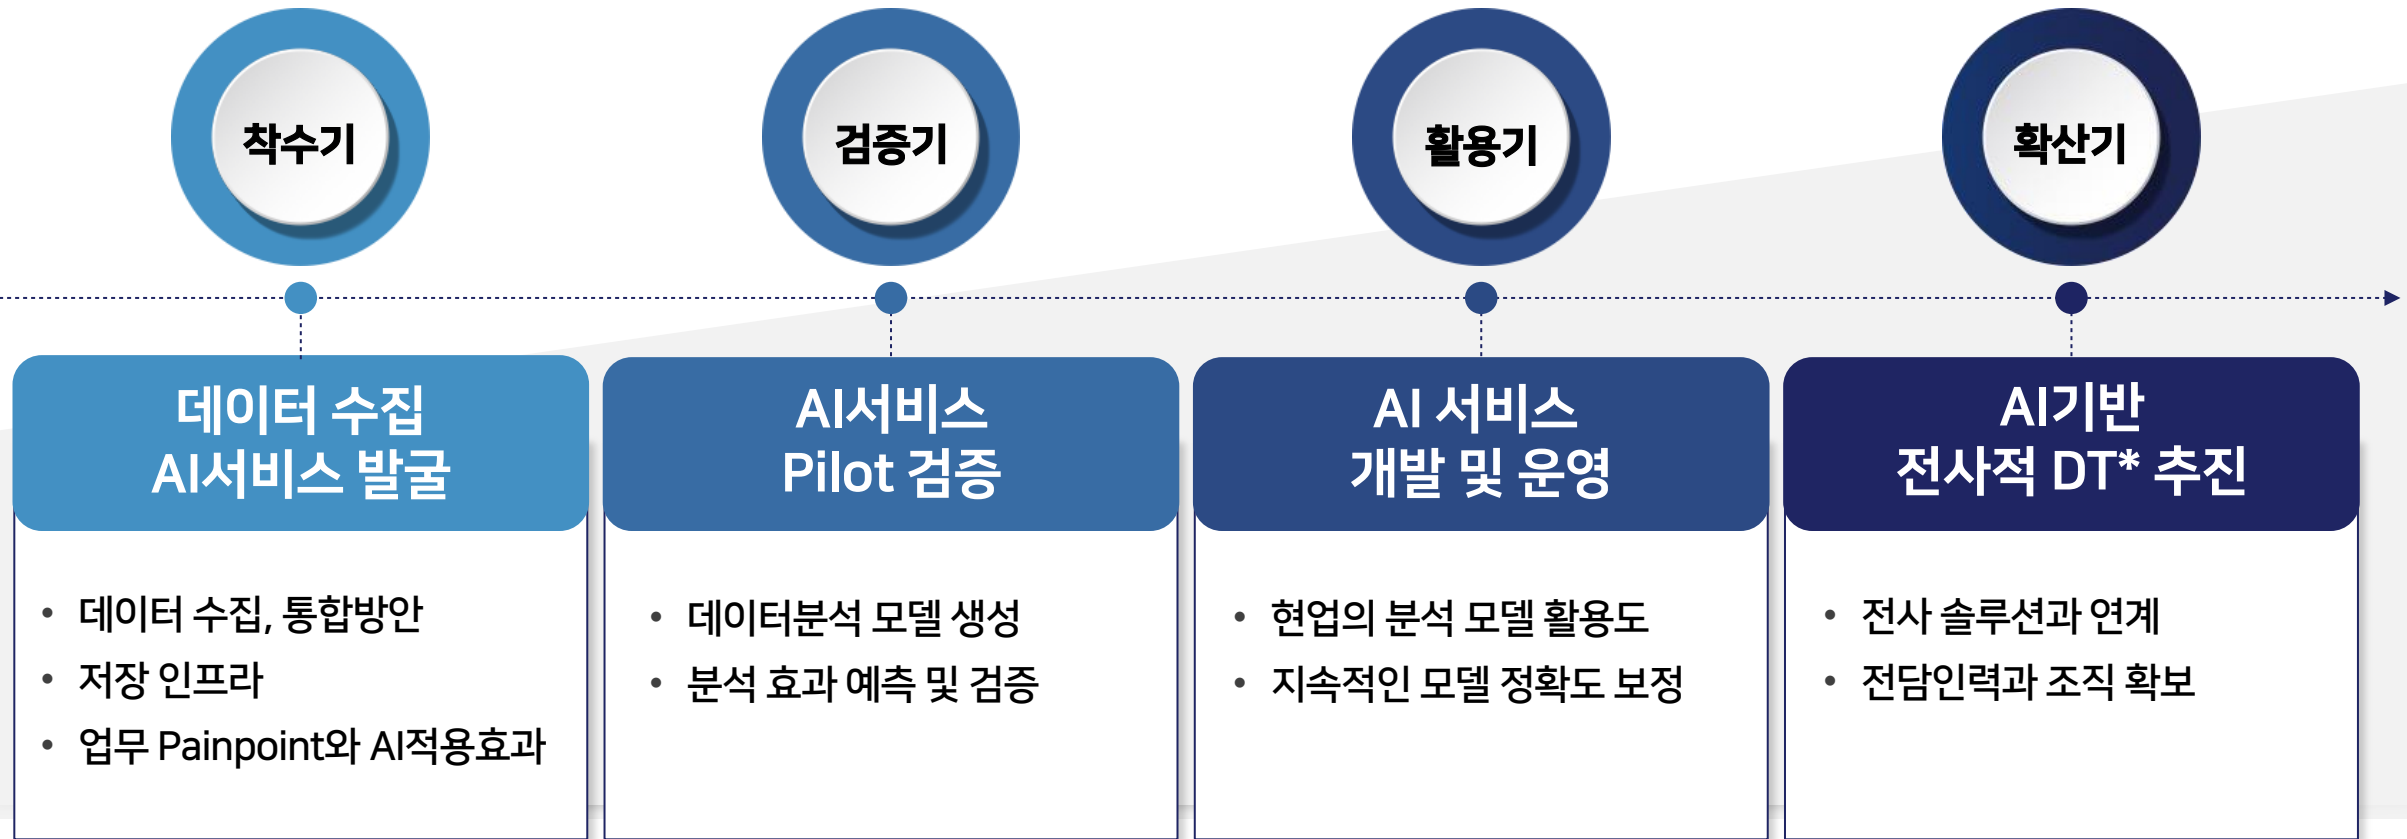 착수기
검증기
활용기
확산기
데이터 수집
AI서비스 발굴
• 데이터 수집, 통합방안
• 저장 인프라
• 업무 Painpoint와 AI적용효과
AI서비스
Pilot 검증
• 데이터분석 모델 생성
• 분석 효과 예측 및 검증
AI 서비스
개발 및 운영
• 현업의 분석 모델 활용도
• 지속적인 모델 정확도 보정
AI기반
전사적 DT* 추진
• 전사 솔루션과 연계
• 전담인력과 조직 확보